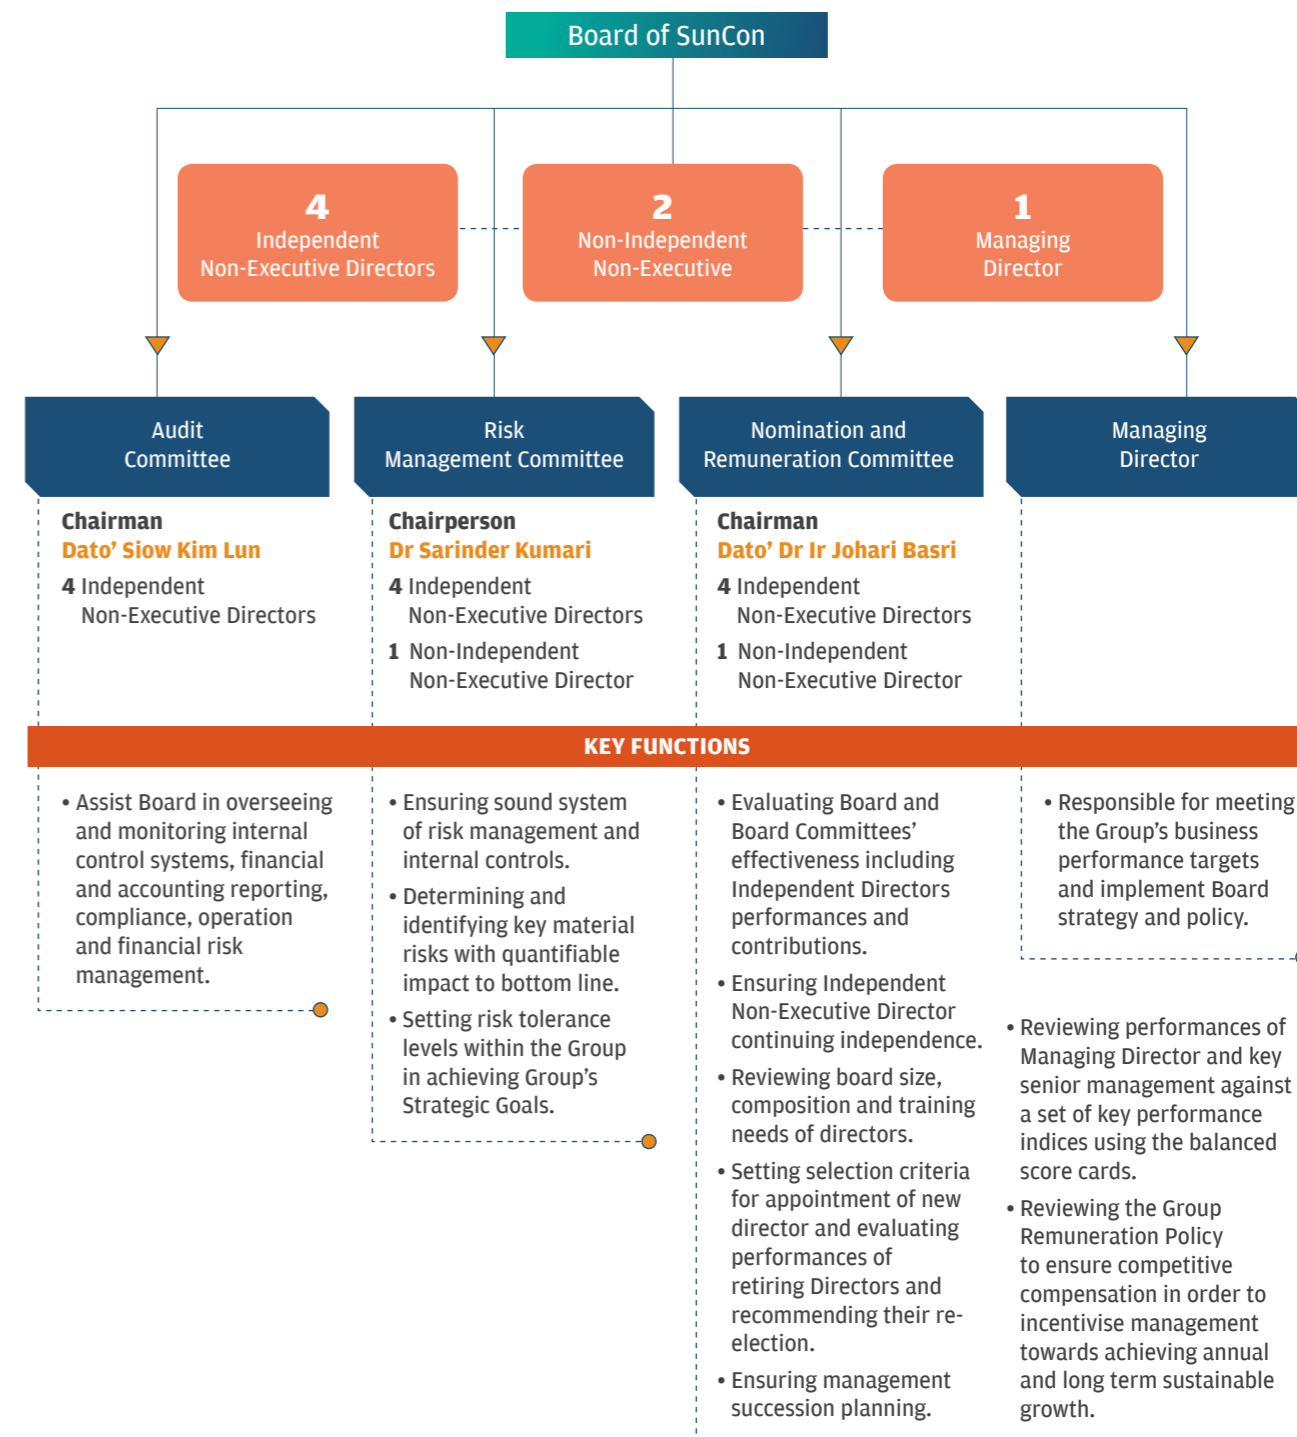 Board of SunCon
4
Independent
Non-Executive Directors
2
Non-Independent
Non-Executive
1
Managing
Director
Audit
Committee
Risk
Management Committee
Nomination and
Remuneration Committee
Managing
Director
Chairman
Dato’ Siow Kim Lun
4 Independent
Non-Executive Directors
Chairperson
Dr Sarinder Kumari
4 Independent
Non-Executive Directors
1 Non-Independent
Non-Executive Director
Chairman
Dato’ Dr Ir Johari Basri
4 Independent
Non-Executive Directors
1 Non-Independent
Non-Executive Director
KEY FUNCTIONS
• Assist Board in overseeing
and monitoring internal
control systems, financial
and accounting reporting,
compliance, operation
and financial risk
management.
• Ensuring sound system
of risk management and
internal controls.
• Determining and
identifying key material
risks with quantifiable
impact to bottom line.
• Setting risk tolerance
levels within the Group
in achieving Group’s
Strategic Goals.
• Evaluating Board and
Board Committees’
effectiveness including
Independent Directors
performances and
contributions.
• Ensuring Independent
Non-Executive Director
continuing independence.
• Reviewing board size,
composition and training
needs of directors.
• Setting selection criteria
for appointment of new
director and evaluating
performances of
retiring Directors and
recommending their re-
election.
• Ensuring management
succession planning.
• Responsible for meeting
the Group’s business
performance targets
and implement Board
strategy and policy.
• Reviewing performances of
Managing Director and key
senior management against
a set of key performance
indices using the balanced
score cards.
• Reviewing the Group
Remuneration Policy
to ensure competitive
compensation in order to
incentivise management
towards achieving annual
and long term sustainable
growth.